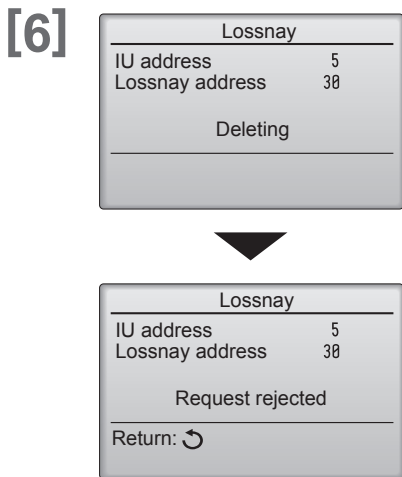 [6]
Lossnay
IU address 5
Lossnay address 30
Deleting
Lossnay
IU address 5
Lossnay address 30
Request rejected
Return: